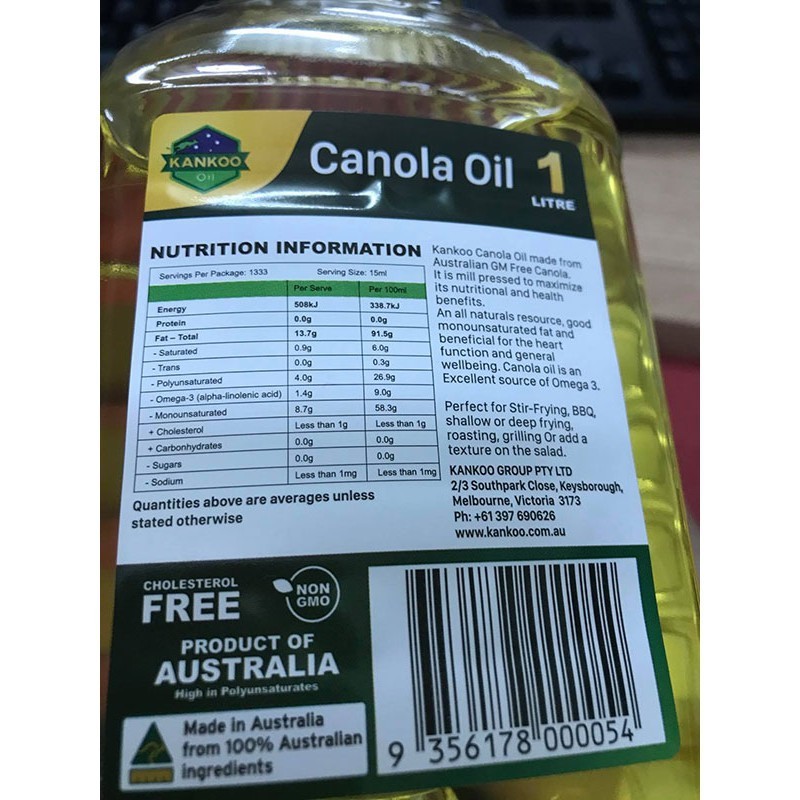 KANKOO
Oil
Canola Oil 1
LITRE
NUTRITION INFORMATION
Servings Per Package: 1333 Serving Size: 15ml
Per Serve Per 100ml
Energy 508kJ 338.7kJ
Protein 0.0g 0.0g
Fat – Total 13.7g 91.5g
- Saturated 0.9g 6.0g
- Trans 0.0g 0.3g
- Polyunsaturated 4.0g 26.9g
- Omega-3 (alpha-linolenic acid) 1.4g 9.0g
- Monounsaturated 8.7g 58.3g
+ Cholesterol Less than 1g Less than 1g
+ Carbonhydrates 0.0g 0.0g
- Sugars 0.0g 0.0g
- Sodium Less than 1mg Less than 1mg
Quantities above are averages unless
stated otherwise
Kankoo Canola Oil made from
Australian GM Free Canola.
It is mill pressed to maximize
its nutritional and health
benefits.
An all naturals resource, good
monounsaturated fat and
beneficial for the heart
function and general
wellbeing. Canola oil is an
Excellent source of Omega 3.
Perfect for Stir-Frying, BBQ,
shallow or deep frying,
roasting, grilling Or add a
texture on the salad.
KANKOO GROUP PTY LTD
2/3 Southpark Close, Keysborough,
Melbourne, Victoria 3173
Ph: +61 397 690626
www.kankoo.com.au
CHOLESTEROL
FREE
NON
GMO
PRODUCT OF
AUSTRALIA
High in Polyunsaturates
Made in Australia
from 100% Australian
ingredients
9 356178 000054